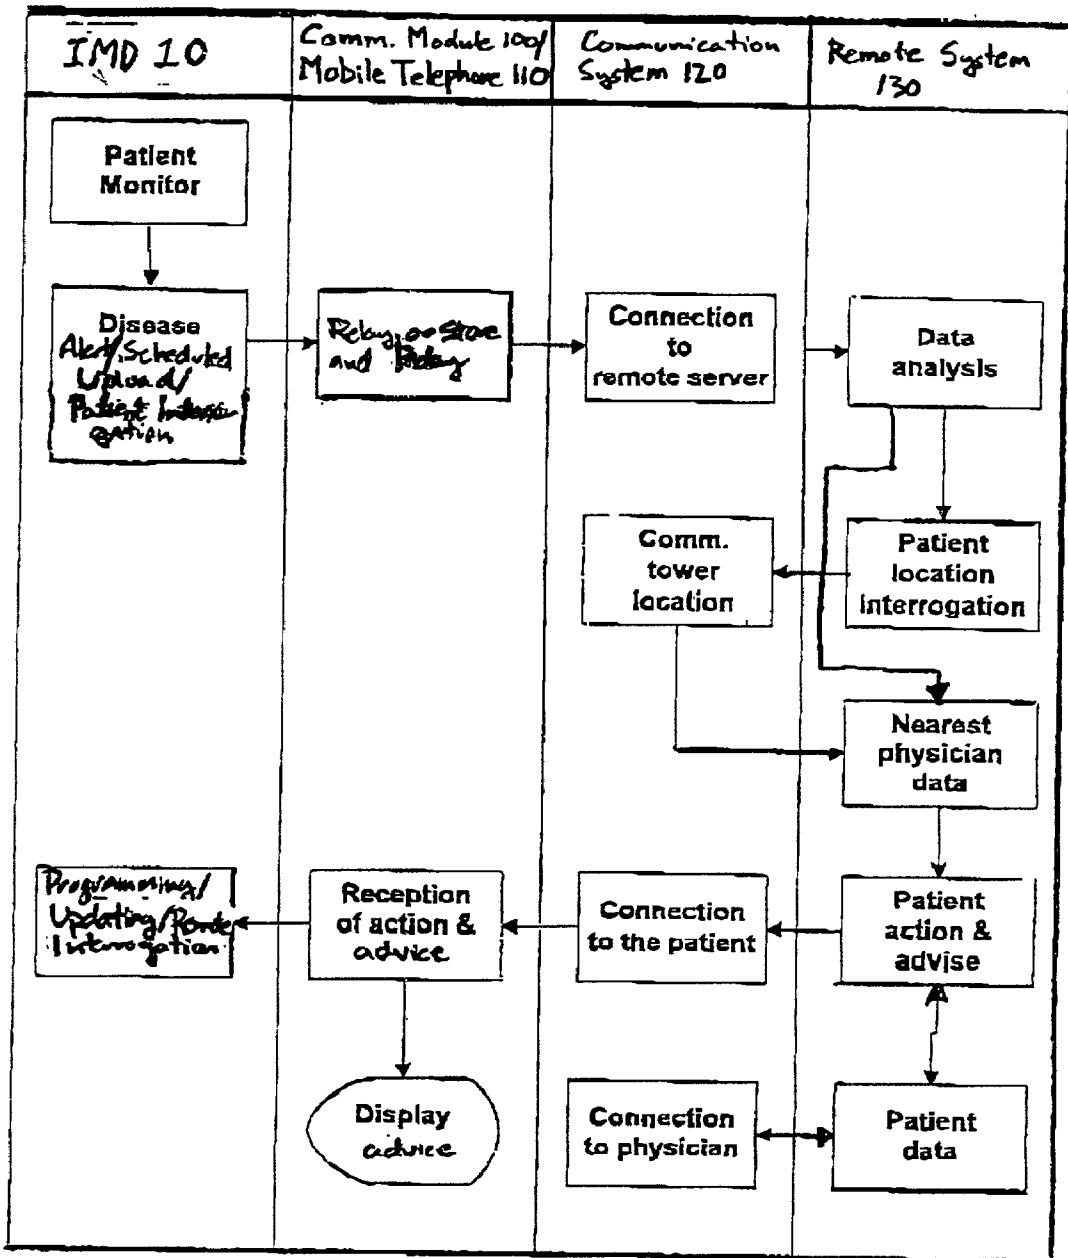 IMD 10
Comm. Module 100/
Mobile Telephone 110
Communication
System 120
Remote System
130
Patient
Monitor
Disease
Alert/Scheduled
Upload/
Patient Interro
gation
Relay, or Store
and Relay
Connection
to
remote server
Data
analysis
Comm.
tower
location
Patient
location
interrogation
Nearest
physician
data
Programming/
Updating/Remote
Interrogation
Reception
of action &
advice
Connection
to the patient
Patient
action &
advise
Display
advice
Connection
to physician
Patient
data